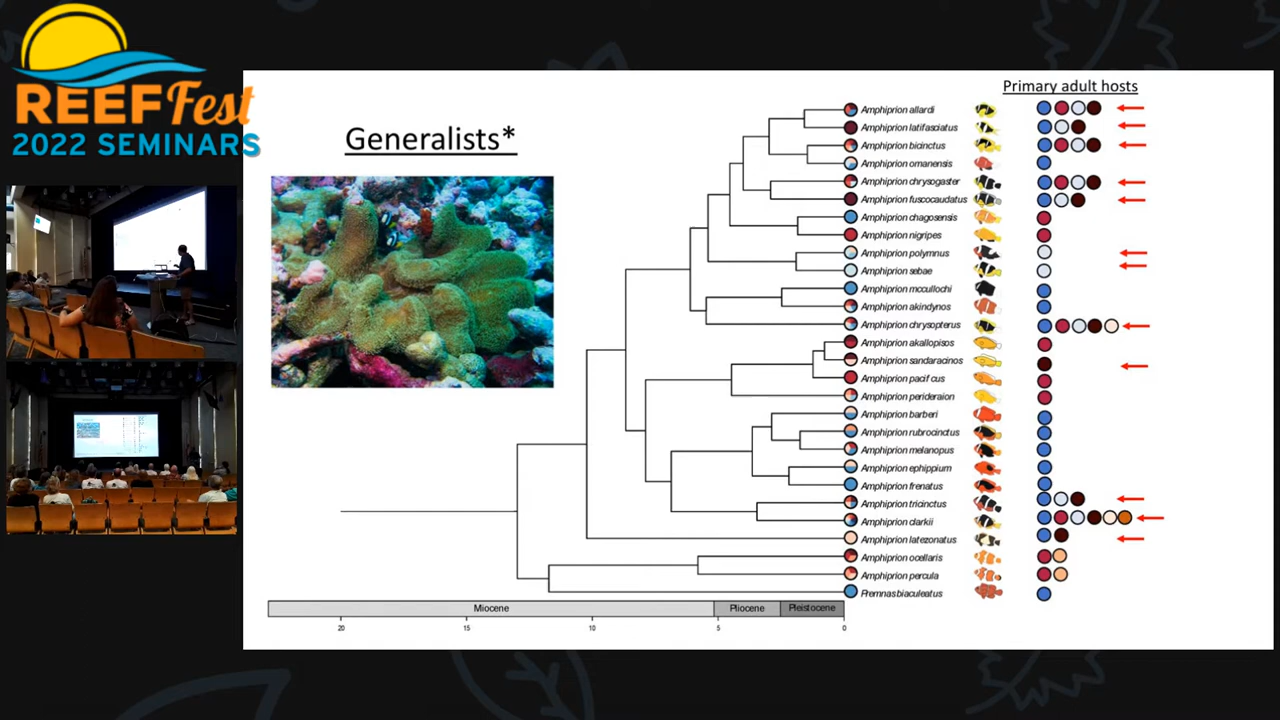 REEF Fest
2022 SEMINARS
Generalists*
Primary adult hosts
Amphiprion allardi
Amphiprion latifasciatus
Amphiprion bicinctus
Amphiprion omanensis
Amphiprion chrysogaster
Amphiprion fuscocaudatus
Amphiprion chagosensis
Amphiprion nigripes
Amphiprion polymnus
Amphiprion sebae
Amphiprion mccullochi
Amphiprion akindynos
Amphiprion chrysopterus
Amphiprion akallopisos
Amphiprion sandaracinos
Amphiprion pacif cus
Amphiprion perideraion
Amphiprion barberi
Amphiprion rubrocinctus
Amphiprion melanopus
Amphiprion ephippium
Amphiprion frenatus
Amphiprion tricinctus
Amphiprion clarkii
Amphiprion latezonatus
Amphiprion ocellaris
Amphiprion percula
Premnas biaculeatus
Miocene Pliocene Pleistocene
20 15 10 5 0